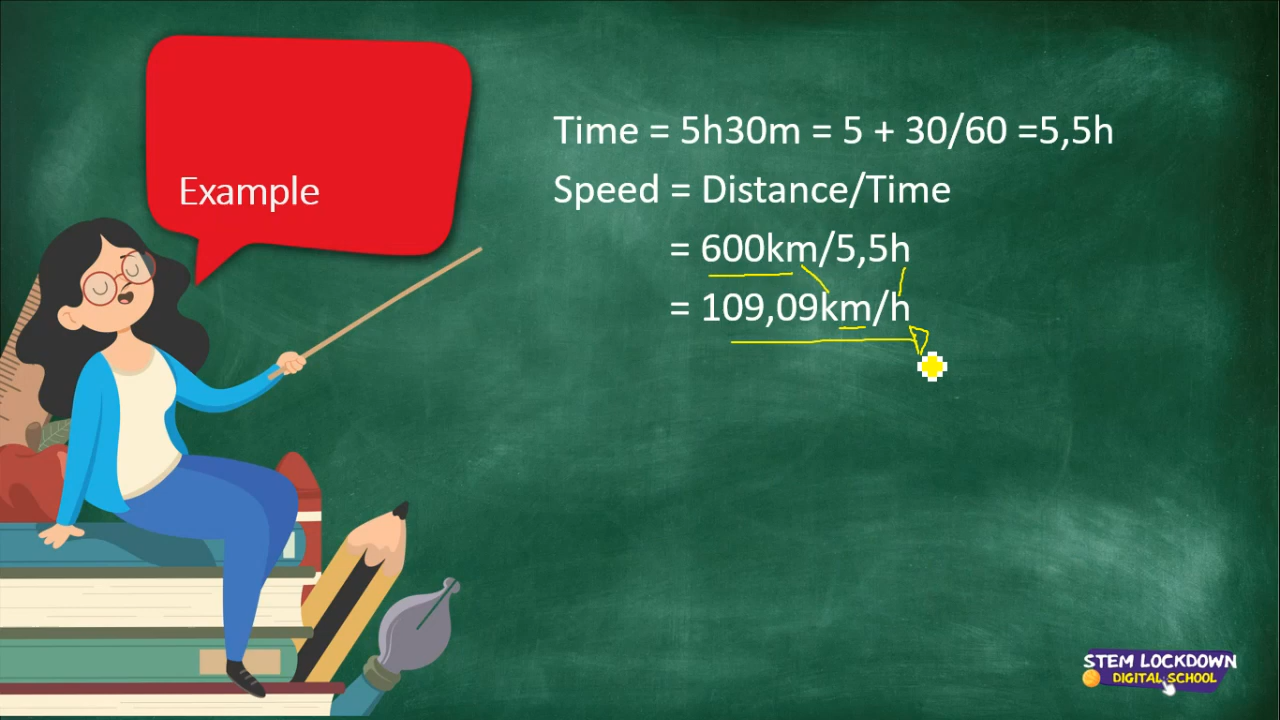 Example
Time = 5h30m = 5 + 30/60 =5,5h
Speed = Distance/Time
= 600km/5,5h
= 109,09km/h
STEM LOCKDOWN
DIGITAL SCHOOL